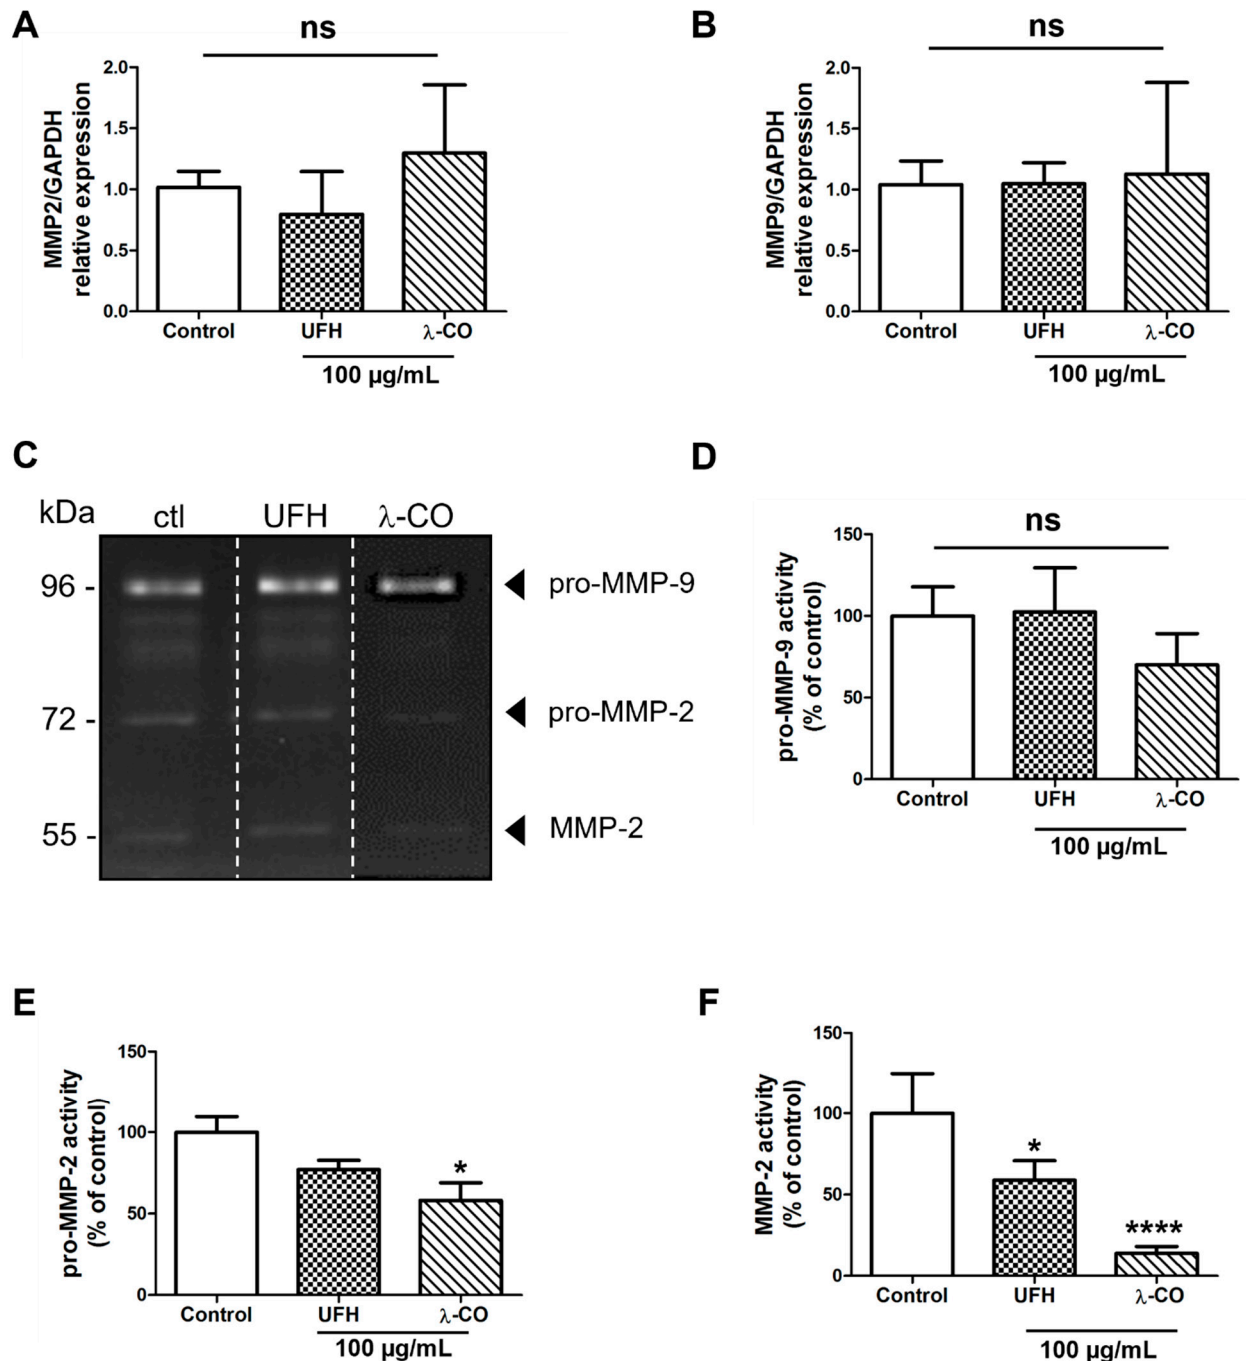 A
ns
MMP2/GAPDH
relative expression
2.0
1.5
1.0
0.5
0.0
Control UFH λ-CO
100 µg/mL
B
ns
MMP9/GAPDH
relative expression
2.0
1.5
1.0
0.5
0.0
Control UFH λ-CO
100 µg/mL
C
kDa ctl UFH λ-CO
96 - pro-MMP-9
72 - pro-MMP-2
55 - MMP-2
D
ns
pro-MMP-9 activity
(% of control)
150
100
50
0
Control UFH λ-CO
100 µg/mL
E
pro-MMP-2 activity
(% of control)
150
100
50
0
*
Control UFH λ-CO
100 µg/mL
F
MMP-2 activity
(% of control)
150
100
50
0
*
****
Control UFH λ-CO
100 µg/mL